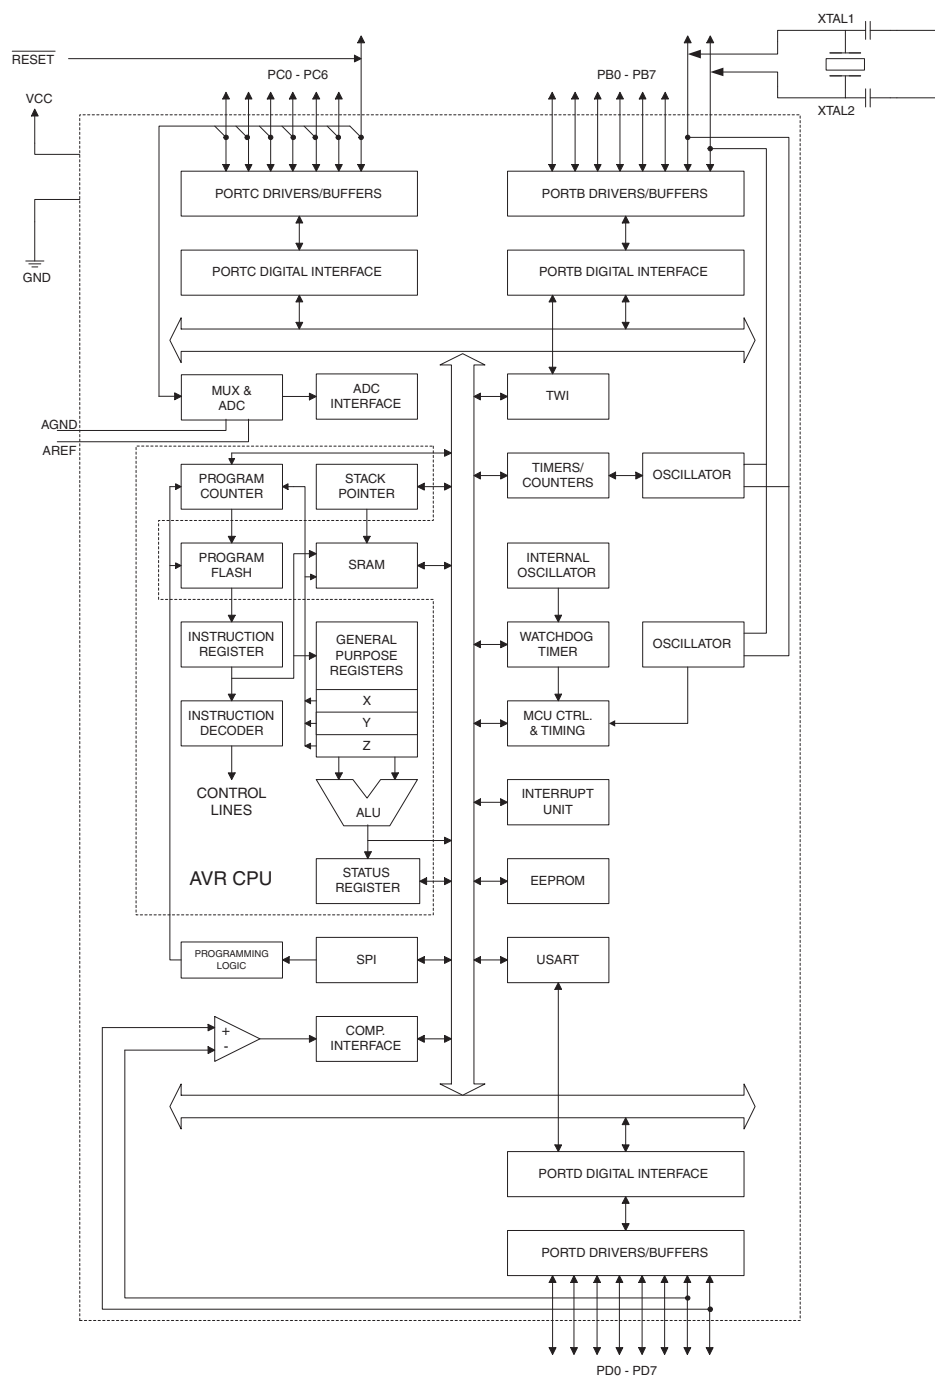 XTAL1
RESET
PC0 - PC6
PB0 - PB7
VCC
XTAL2
PORTC DRIVERS/BUFFERS
PORTB DRIVERS/BUFFERS
PORTC DIGITAL INTERFACE
PORTB DIGITAL INTERFACE
GND
MUX &
ADC
ADC
INTERFACE
TWI
AGND
AREF
PROGRAM
COUNTER
STACK
POINTER
TIMERS/
COUNTERS
OSCILLATOR
PROGRAM
FLASH
SRAM
INTERNAL
OSCILLATOR
INSTRUCTION
REGISTER
GENERAL
PURPOSE
REGISTERS
WATCHDOG
TIMER
OSCILLATOR
X
INSTRUCTION
DECODER
Y
Z
MCU CTRL.
& TIMING
CONTROL
LINES
ALU
INTERRUPT
UNIT
AVR CPU
STATUS
REGISTER
EEPROM
PROGRAMMING
LOGIC
SPI
USART
+
-
COMP.
INTERFACE
PORTD DIGITAL INTERFACE
PORTD DRIVERS/BUFFERS
PD0 - PD7